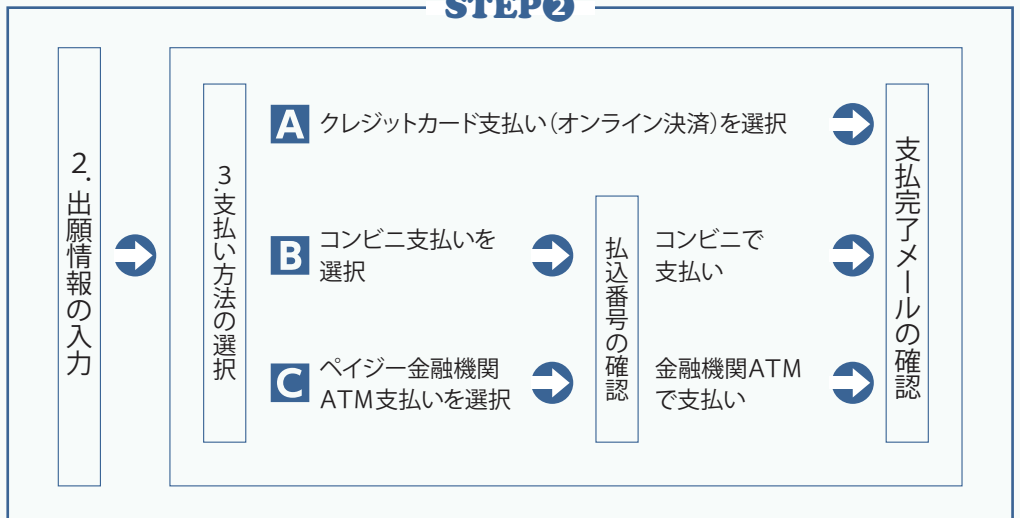 STEP❷
2.出願情報の入力
3.支払い方法の選択
A クレジットカード支払い(オンライン決済)を選択
B コンビニ支払いを
選択
C ペイジー金融機関
ATM支払いを選択
払込番号の確認
コンビニで
支払い
金融機関ATM
で支払い
支払完了メールの確認